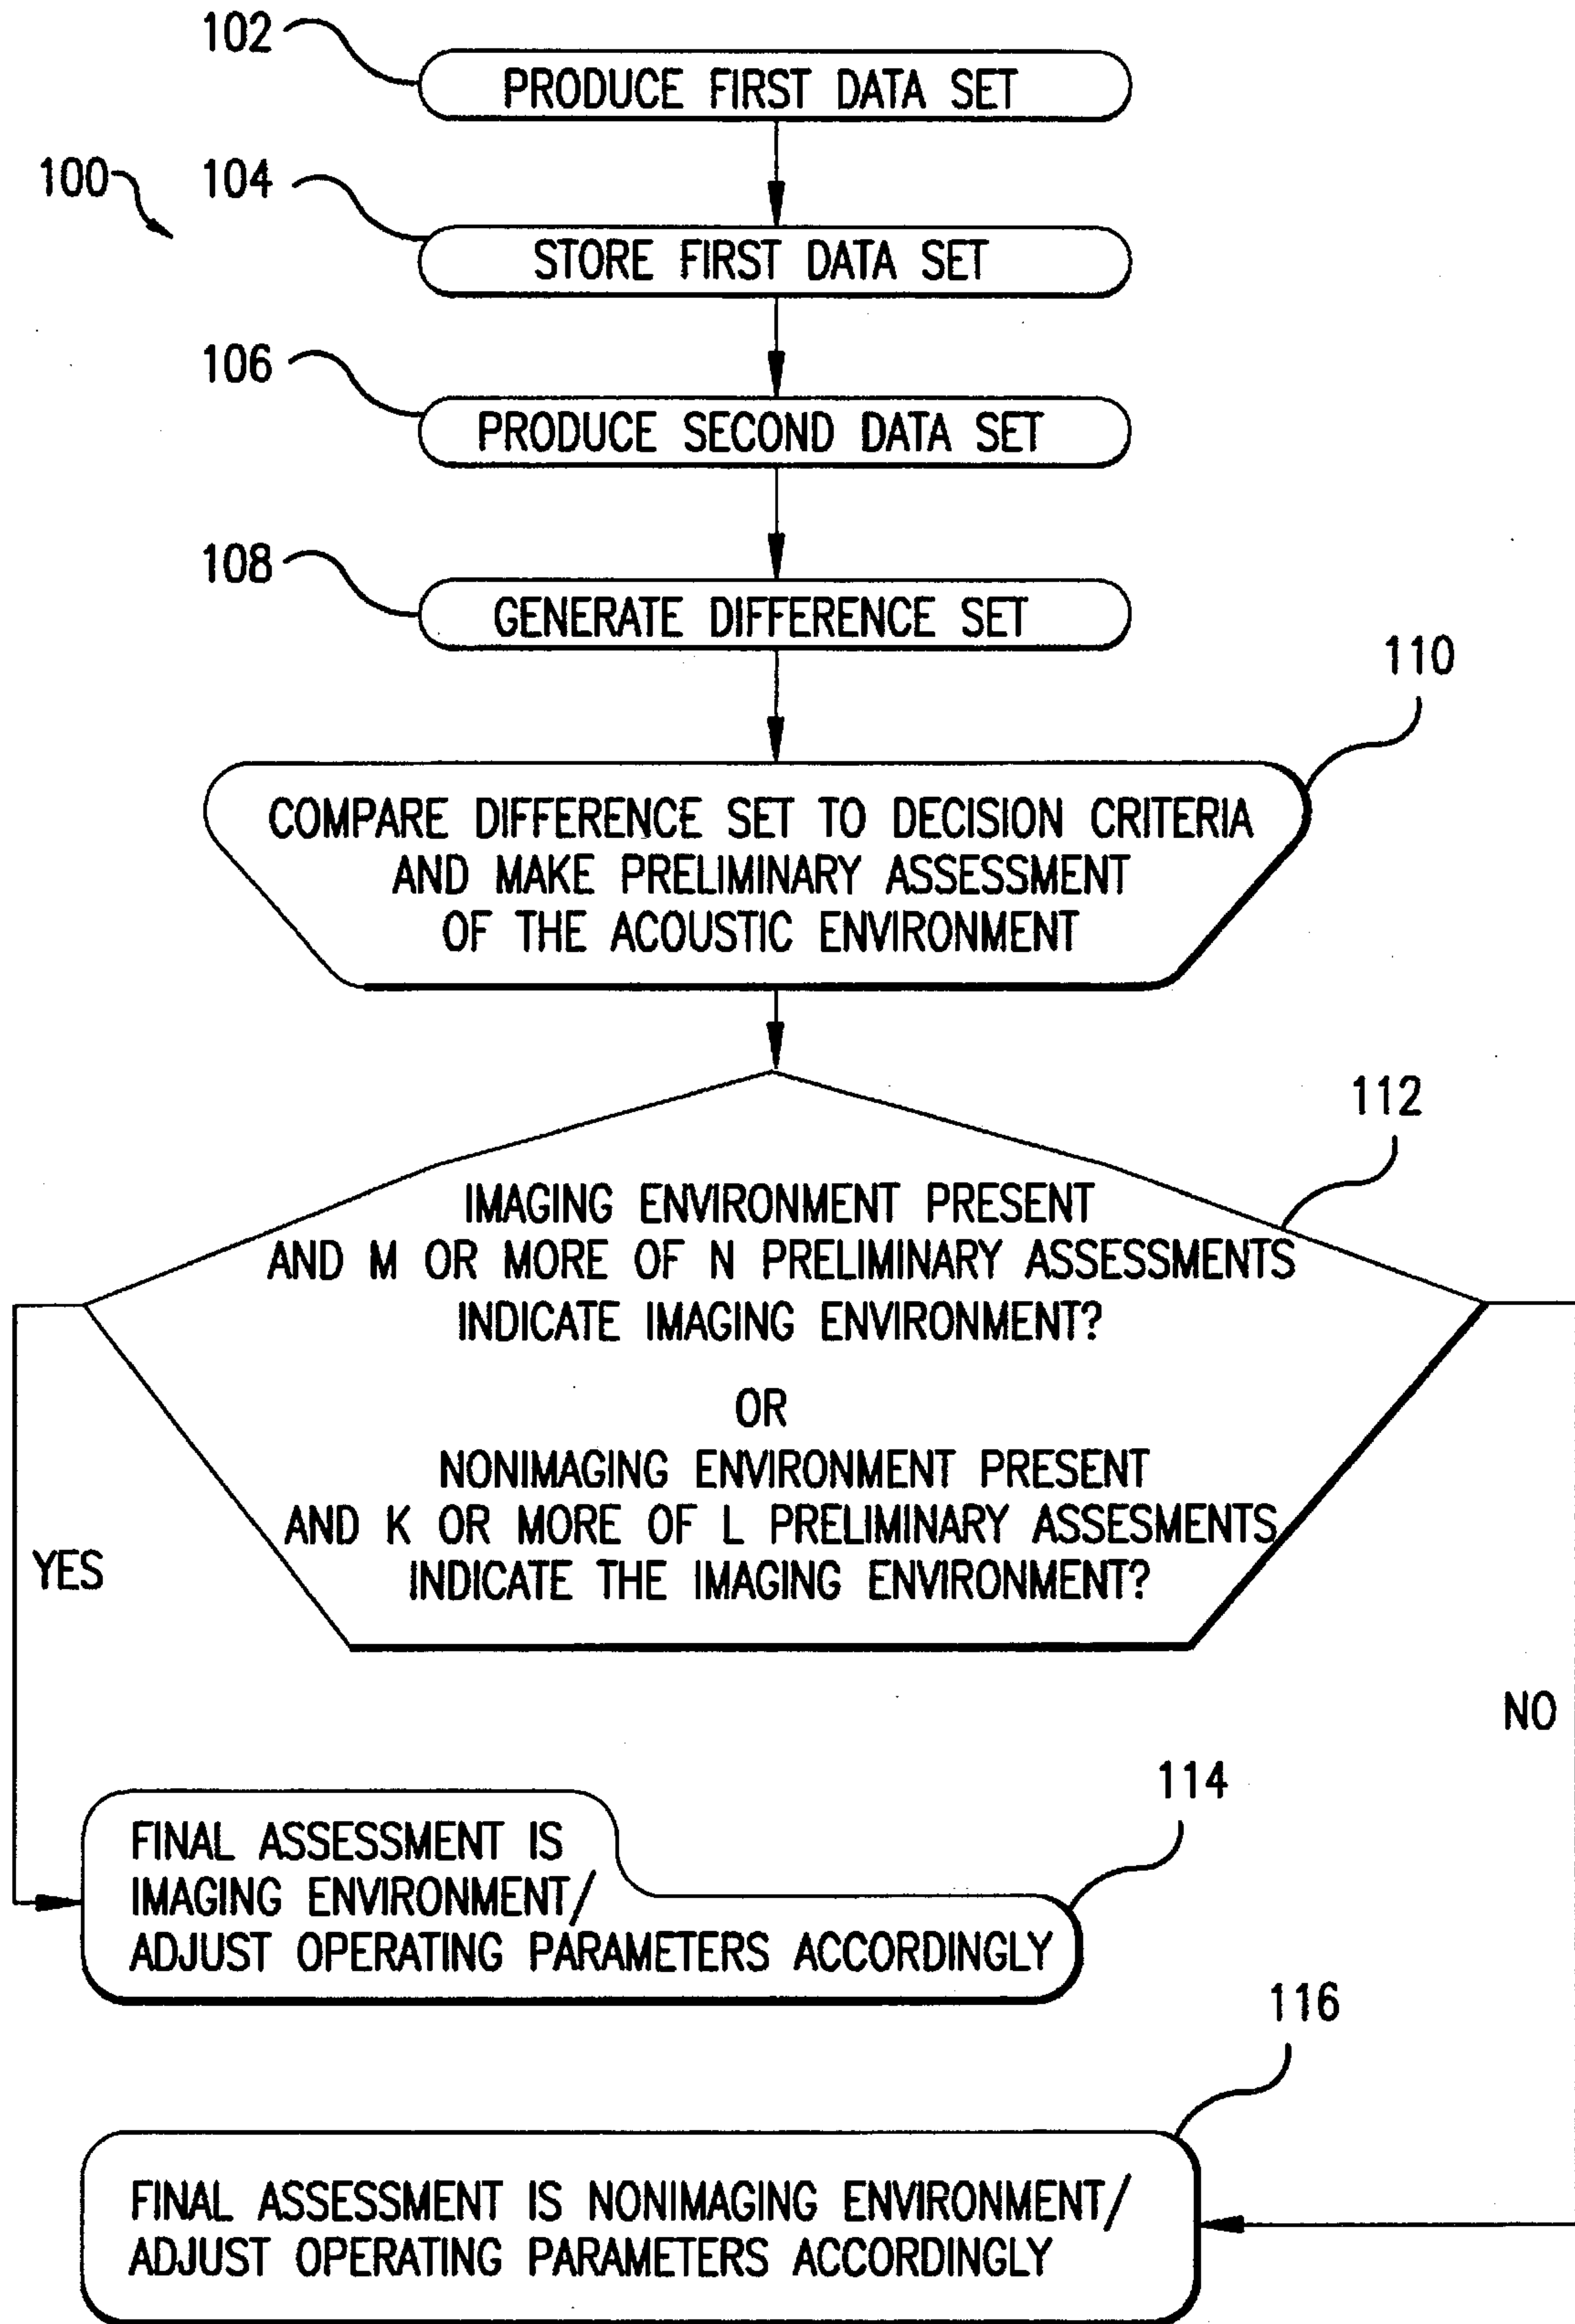 102
PRODUCE FIRST DATA SET
100
104
STORE FIRST DATA SET
106
PRODUCE SECOND DATA SET
108
GENERATE DIFFERENCE SET
110
COMPARE DIFFERENCE SET TO DECISION CRITERIA
AND MAKE PRELIMINARY ASSESSMENT
OF THE ACOUSTIC ENVIRONMENT
112
IMAGING ENVIRONMENT PRESENT
AND M OR MORE OF N PRELIMINARY ASSESSMENTS
INDICATE IMAGING ENVIRONMENT?
OR
NONIMAGING ENVIRONMENT PRESENT
AND K OR MORE OF L PRELIMINARY ASSESMENTS
INDICATE THE IMAGING ENVIRONMENT?
YES
NO
114
FINAL ASSESSMENT IS
IMAGING ENVIRONMENT/
ADJUST OPERATING PARAMETERS ACCORDINGLY
116
FINAL ASSESSMENT IS NONIMAGING ENVIRONMENT/
ADJUST OPERATING PARAMETERS ACCORDINGLY